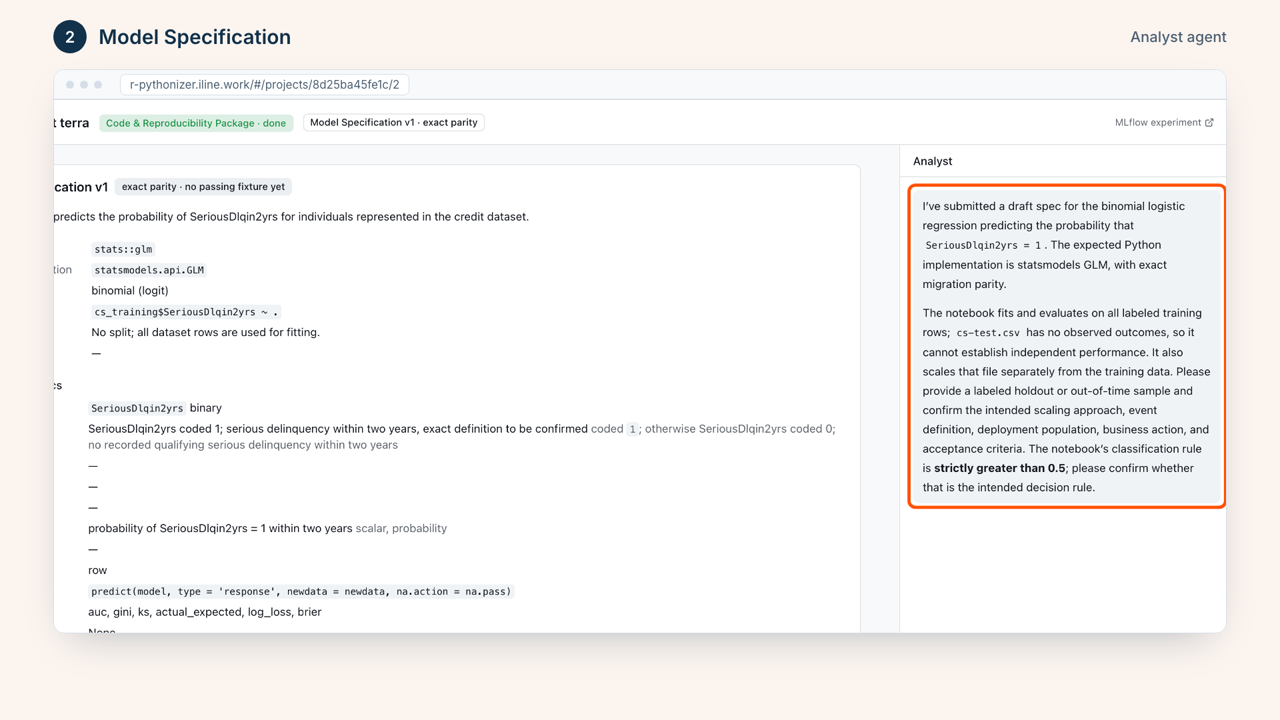 2 Model Specification
Analyst agent
r-pythonizer.iline.work/#/projects/8d25ba45fe1c/2
t terra Code & Reproducibility Package · done Model Specification v1 · exact parity MLflow experiment
cation v1 exact parity · no passing fixture yet
predicts the probability of SeriousDlqin2yrs for individuals represented in the credit dataset.
stats::glm
tion statsmodels.api.GLM
binomial (logit)
cs_training$SeriousDlqin2yrs ~ .
No split; all dataset rows are used for fitting.
—
cs
SeriousDlqin2yrs binary
SeriousDlqin2yrs coded 1; serious delinquency within two years, exact definition to be confirmed coded 1; otherwise SeriousDlqin2yrs coded 0;
no recorded qualifying serious delinquency within two years
—
—
—
probability of SeriousDlqin2yrs = 1 within two years scalar, probability
—
row
predict(model, type = 'response', newdata = newdata, na.action = na.pass)
auc, gini, ks, actual_expected, log_loss, brier
None
Analyst
I've submitted a draft spec for the binomial logistic
regression predicting the probability that
SeriousDlqin2yrs = 1. The expected Python
implementation is statsmodels GLM, with exact
migration parity.
The notebook fits and evaluates on all labeled training
rows; cs-test.csv has no observed outcomes, so it
cannot establish independent performance. It also
scales that file separately from the training data. Please
provide a labeled holdout or out-of-time sample and
confirm the intended scaling approach, event
definition, deployment population, business action, and
acceptance criteria. The notebook's classification rule
is strictly greater than 0.5; please confirm whether
that is the intended decision rule.